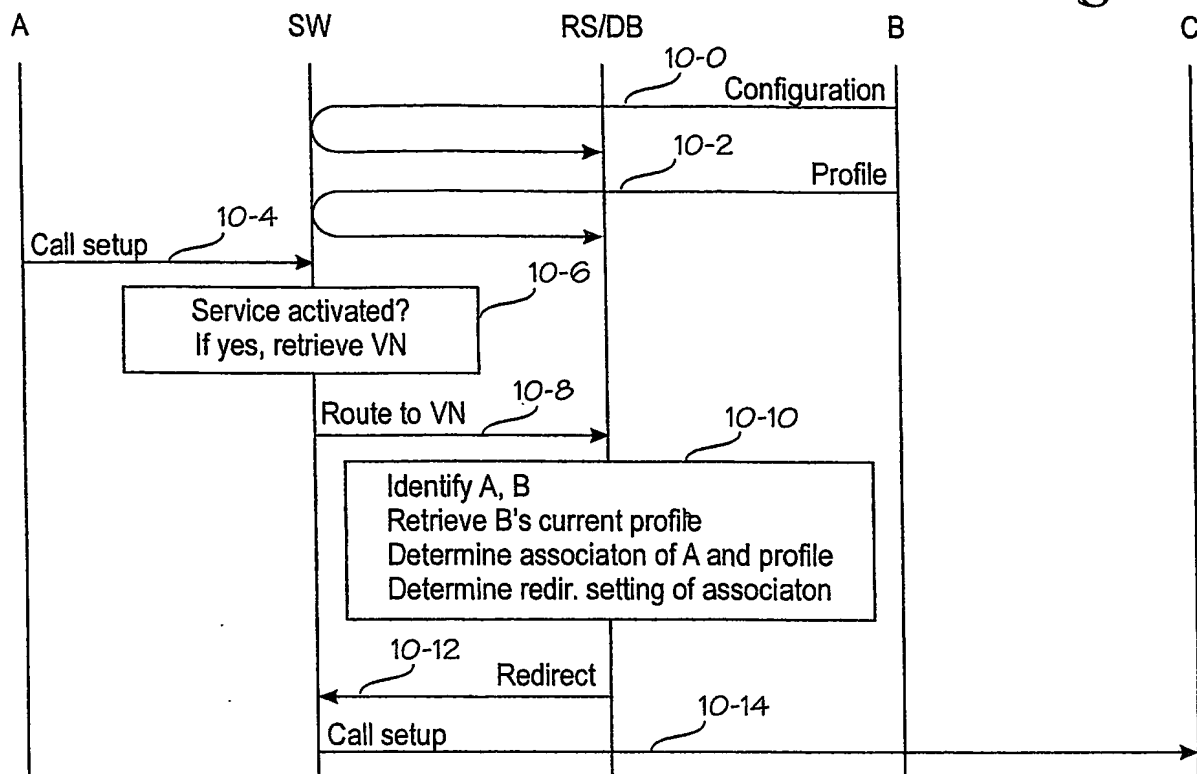 g
A SW RS/DB B C
10-0
Configuration
10-2
Profile
10-4
Call setup
10-6
Service activated?
If yes, retrieve VN
10-8
Route to VN
10-10
Identify A, B
Retrieve B's current profile
Determine associaton of A and profile
Determine redir. setting of associaton
10-12
Redirect
10-14
Call setup